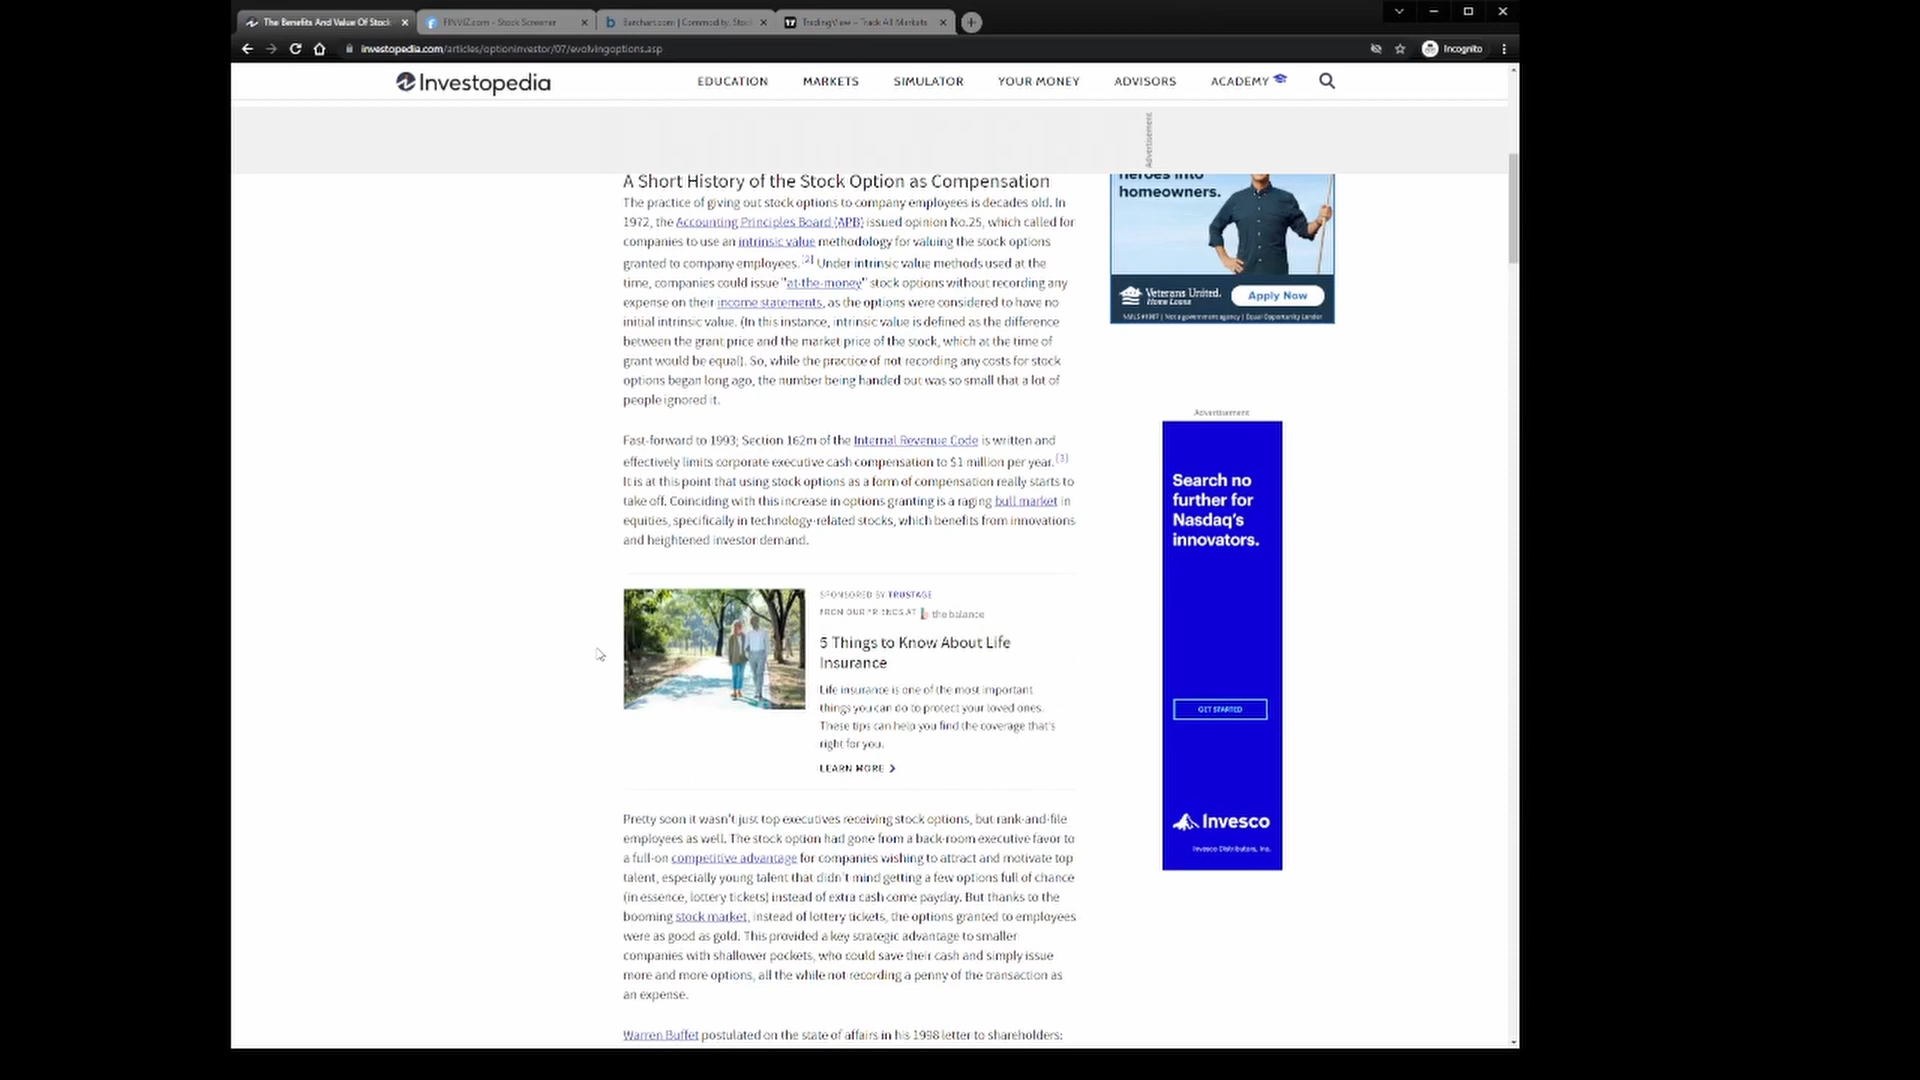 The Benefits And Value Of Stock
FINVIZ.com - Stock Screener
Barchart.com | Commodity, Stoc
TradingView – Track All Markets
investopedia.com/articles/optioninvestor/07/evolvingoptions.asp
Incognito
Investopedia
EDUCATION
MARKETS
SIMULATOR
YOUR MONEY
ADVISORS
ACADEMY
Advertisement
A Short History of the Stock Option as Compensation
The practice of giving out stock options to company employees is decades old. In
1972, the Accounting Principles Board (APB) issued opinion No.25, which called for
companies to use an intrinsic value methodology for valuing the stock options
granted to company employees. [2] Under intrinsic value methods used at the
time, companies could issue "at-the-money" stock options without recording any
expense on their income statements, as the options were considered to have no
initial intrinsic value. (In this instance, intrinsic value is defined as the difference
between the grant price and the market price of the stock, which at the time of
grant would be equal). So, while the practice of not recording any costs for stock
options began long ago, the number being handed out was so small that a lot of
people ignored it.
Fast-forward to 1993; Section 162m of the Internal Revenue Code is written and
effectively limits corporate executive cash compensation to $1 million per year. [3]
It is at this point that using stock options as a form of compensation really starts to
take off. Coinciding with this increase in options granting is a raging bull market in
equities, specifically in technology-related stocks, which benefits from innovations
and heightened investor demand.
SPONSORED BY TRUSTAGE
FROM OUR FRIENDS AT the balance
5 Things to Know About Life
Insurance
Life insurance is one of the most important
things you can do to protect your loved ones.
These tips can help you find the coverage that's
right for you.
LEARN MORE
Pretty soon it wasn't just top executives receiving stock options, but rank-and-file
employees as well. The stock option had gone from a back-room executive favor to
a full-on competitive advantage for companies wishing to attract and motivate top
talent, especially young talent that didn't mind getting a few options full of chance
(in essence, lottery tickets) instead of extra cash come payday. But thanks to the
booming stock market, instead of lottery tickets, the options granted to employees
were as good as gold. This provided a key strategic advantage to smaller
companies with shallower pockets, who could save their cash and simply issue
more and more options, all the while not recording a penny of the transaction as
an expense.
Warren Buffet postulated on the state of affairs in his 1998 letter to shareholders:
heroes into
homeowners.
Veterans United.
Home Loans
Apply Now
NMLS #1907 | Not a government agency | Equal Opportunity Lender
Advertisement
Search no
further for
Nasdaq's
innovators.
GET STARTED
Invesco
Invesco Distributors, Inc.